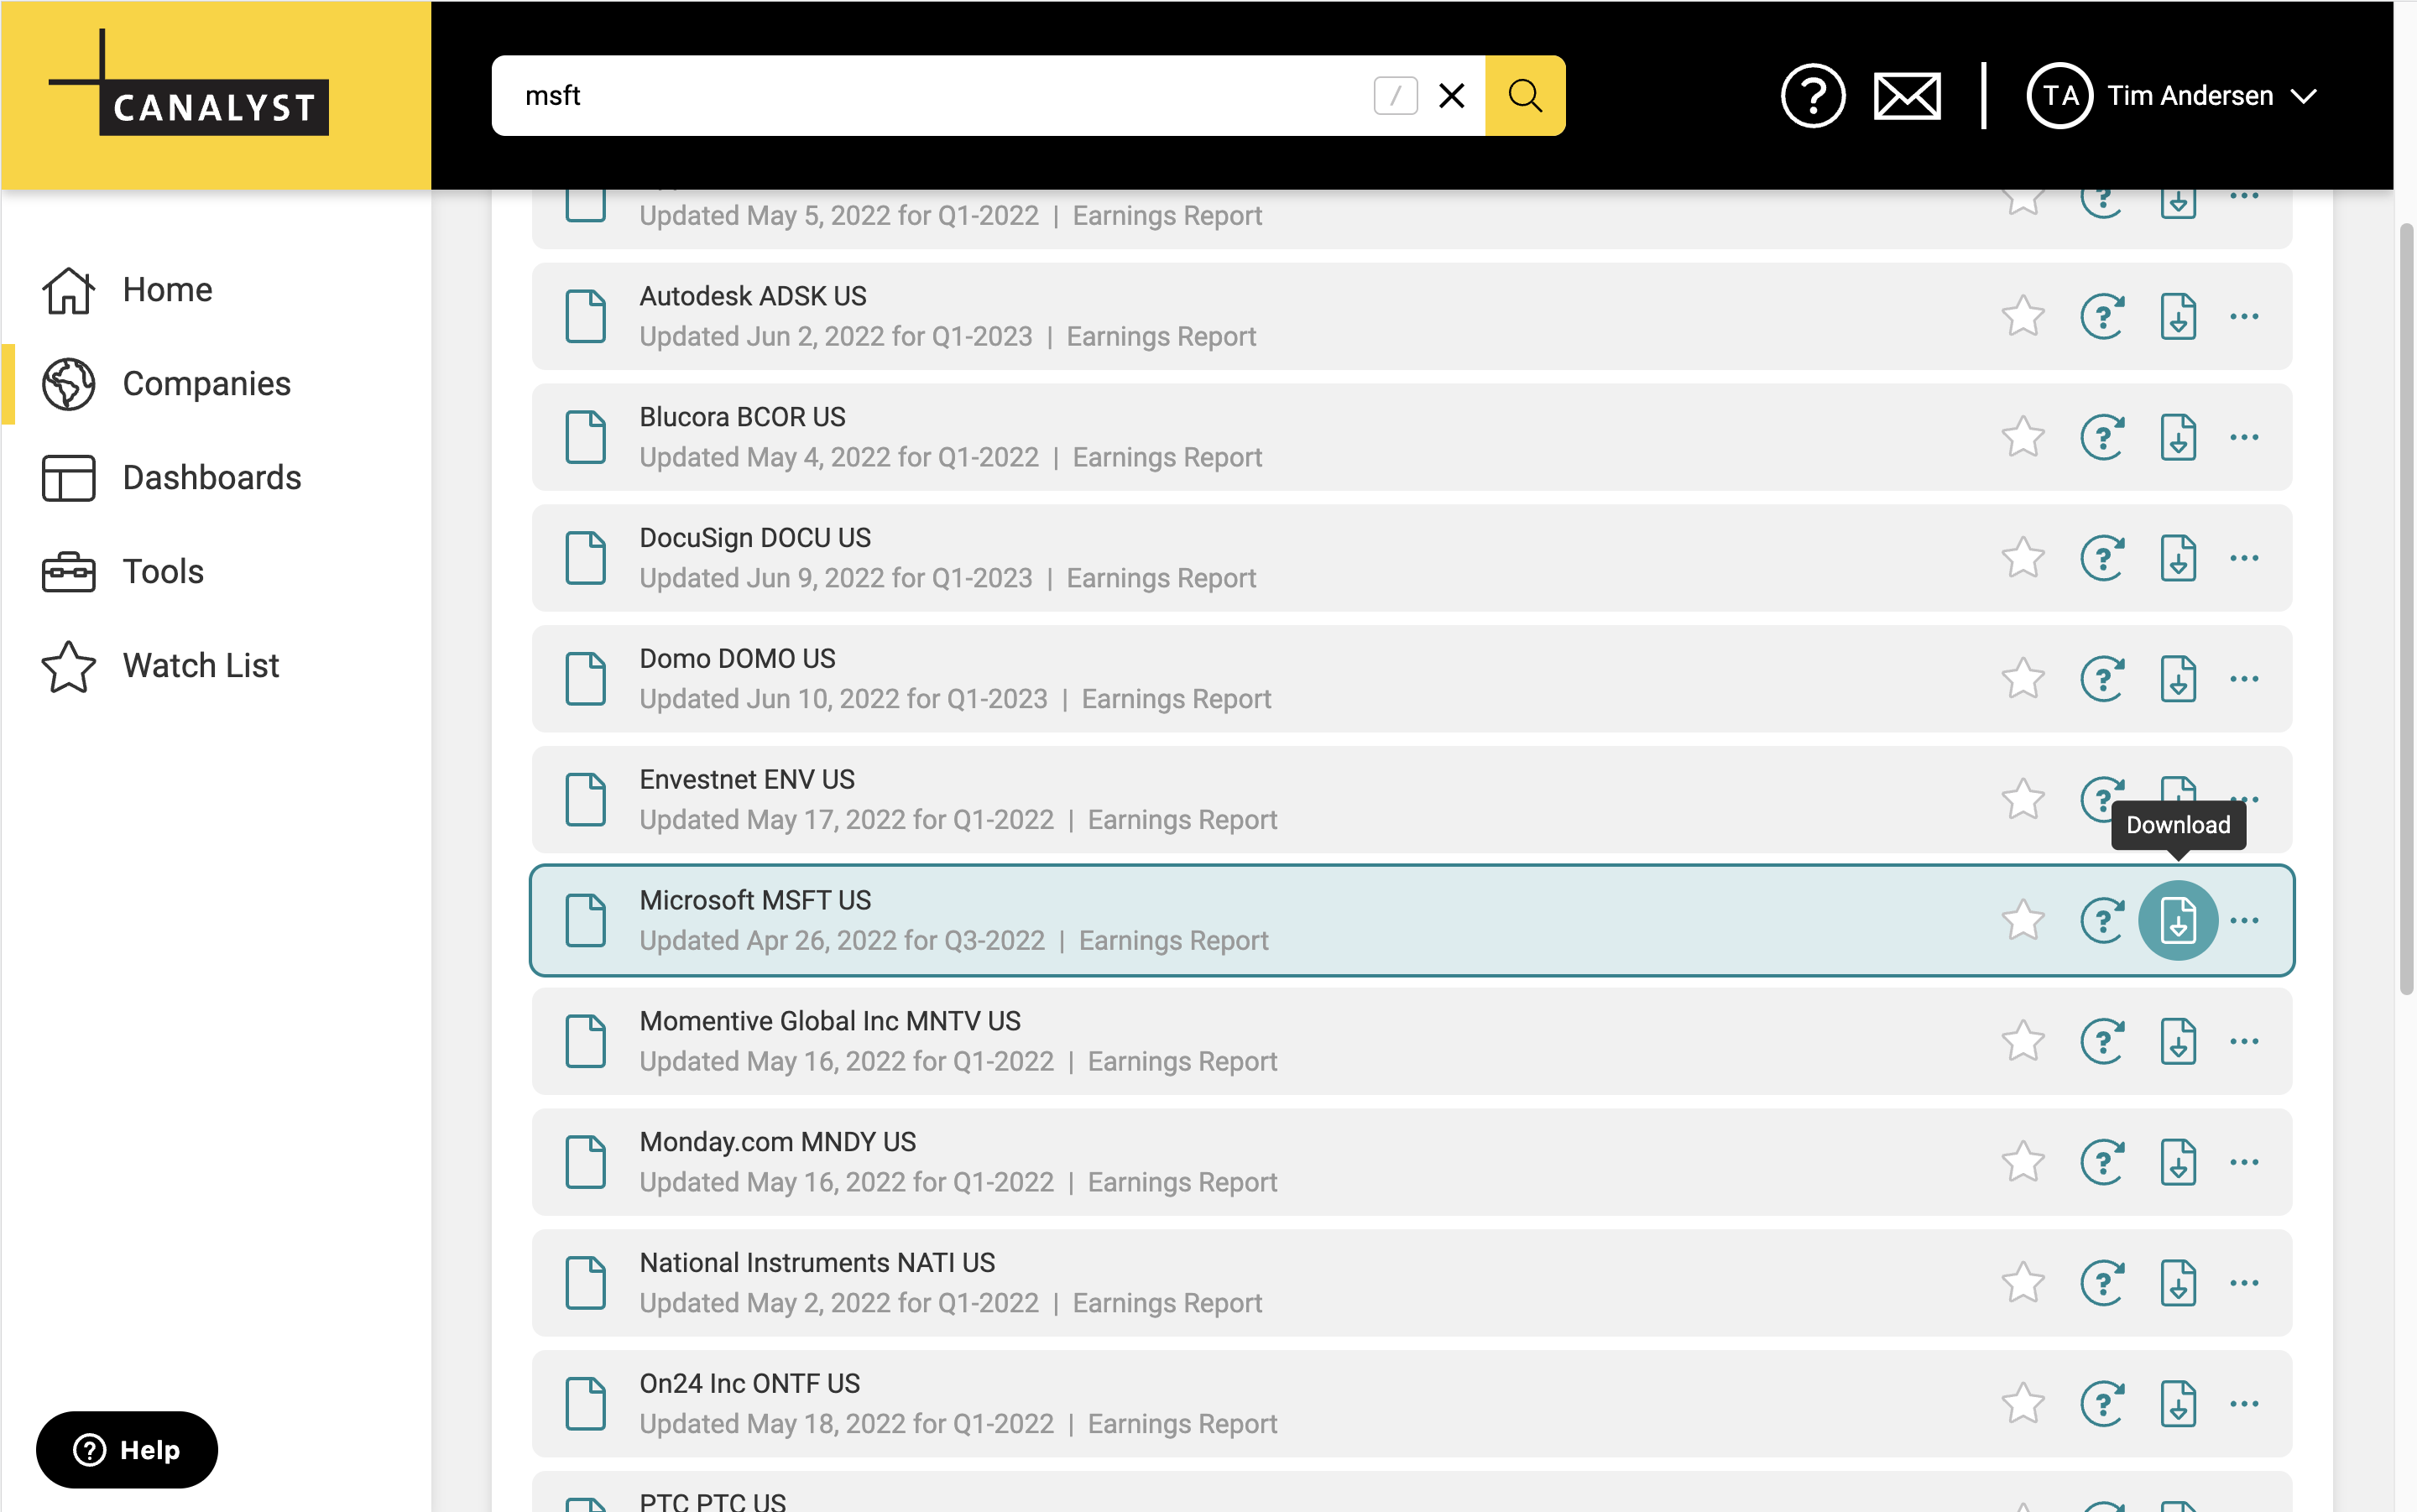 CANALYST
msft
/
TA
Tim Andersen
Home
Companies
Dashboards
Tools
Watch List
Help
Updated May 5, 2022 for Q1-2022 | Earnings Report
Autodesk ADSK US
Updated Jun 2, 2022 for Q1-2023 | Earnings Report
Blucora BCOR US
Updated May 4, 2022 for Q1-2022 | Earnings Report
DocuSign DOCU US
Updated Jun 9, 2022 for Q1-2023 | Earnings Report
Domo DOMO US
Updated Jun 10, 2022 for Q1-2023 | Earnings Report
Envestnet ENV US
Updated May 17, 2022 for Q1-2022 | Earnings Report
Download
Microsoft MSFT US
Updated Apr 26, 2022 for Q3-2022 | Earnings Report
Momentive Global Inc MNTV US
Updated May 16, 2022 for Q1-2022 | Earnings Report
Monday.com MNDY US
Updated May 16, 2022 for Q1-2022 | Earnings Report
National Instruments NATI US
Updated May 2, 2022 for Q1-2022 | Earnings Report
On24 Inc ONTF US
Updated May 18, 2022 for Q1-2022 | Earnings Report
PTC PTC US